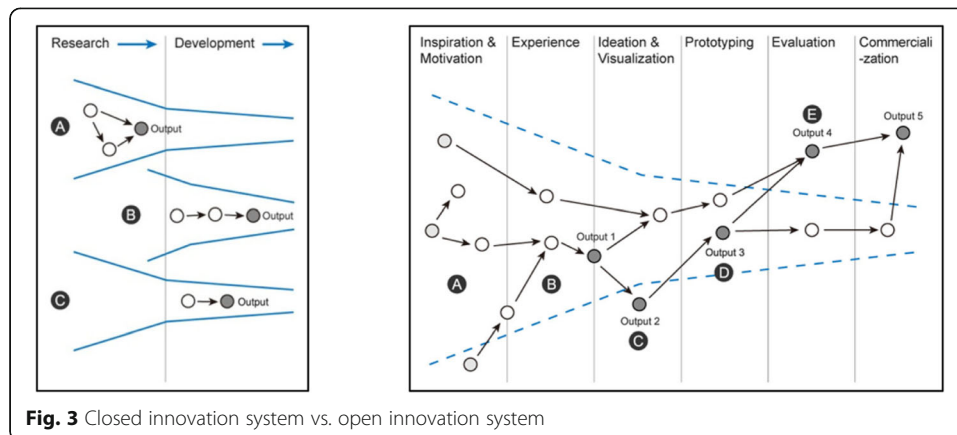 Research
Development
A
Output
B
Output
C
Output
Inspiration &
Motivation
Experience
Ideation &
Visualization
Prototyping
Evaluation
Commerciali
-zation
E
Output 4
Output 5
Output 1
Output 3
A
B
D
Output 2
C
Fig. 3 Closed innovation system vs. open innovation system